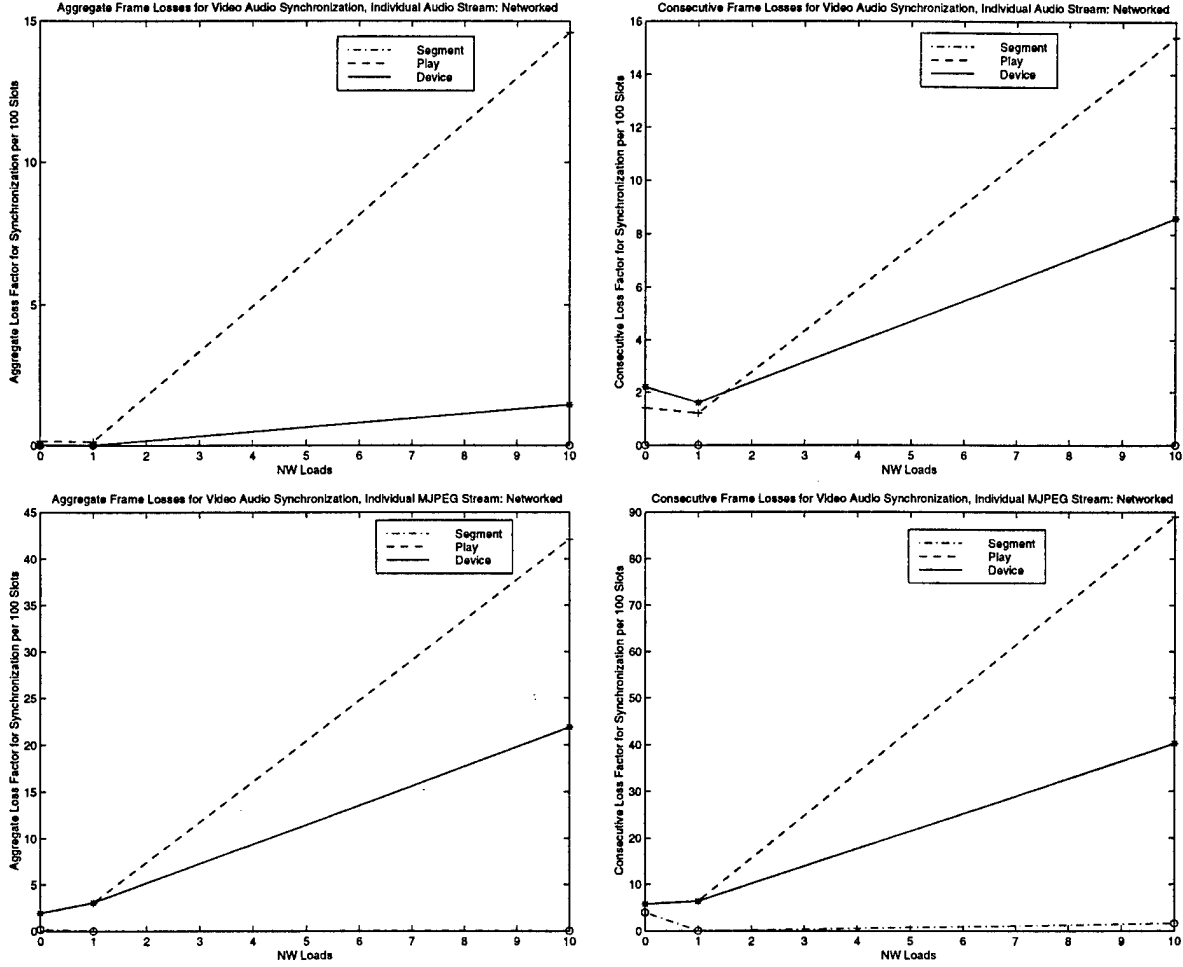 Aggregate Frame Losses for Video Audio Synchronization, Individual Audio Stream: Networked
Aggregate Loss Factor for Synchronization per 100 Slots
15
10
5
0
Segment
Play
Device
0 1 2 3 4 5 6 7 8 9 10
NW Loads
Consecutive Frame Losses for Video Audio Synchronization, Individual Audio Stream: Networked
Consecutive Loss Factor for Synchronization per 100 Slots
16
14
12
10
8
6
4
2
0
Segment
Play
Device
0 1 2 3 4 5 6 7 8 9 10
NW Loads
Aggregate Frame Losses for Video Audio Synchronization, Individual MJPEG Stream: Networked
Aggregate Loss Factor for Synchronization per 100 Slots
45
40
35
30
25
20
15
10
5
0
Segment
Play
Device
0 1 2 3 4 5 6 7 8 9 10
NW Loads
Consecutive Frame Losses for Video Audio Synchronization, Individual MJPEG Stream: Networked
Consecutive Loss Factor for Synchronization per 100 Slots
90
80
70
60
50
40
30
20
10
0
Segment
Play
Device
0 1 2 3 4 5 6 7 8 9 10
NW Loads